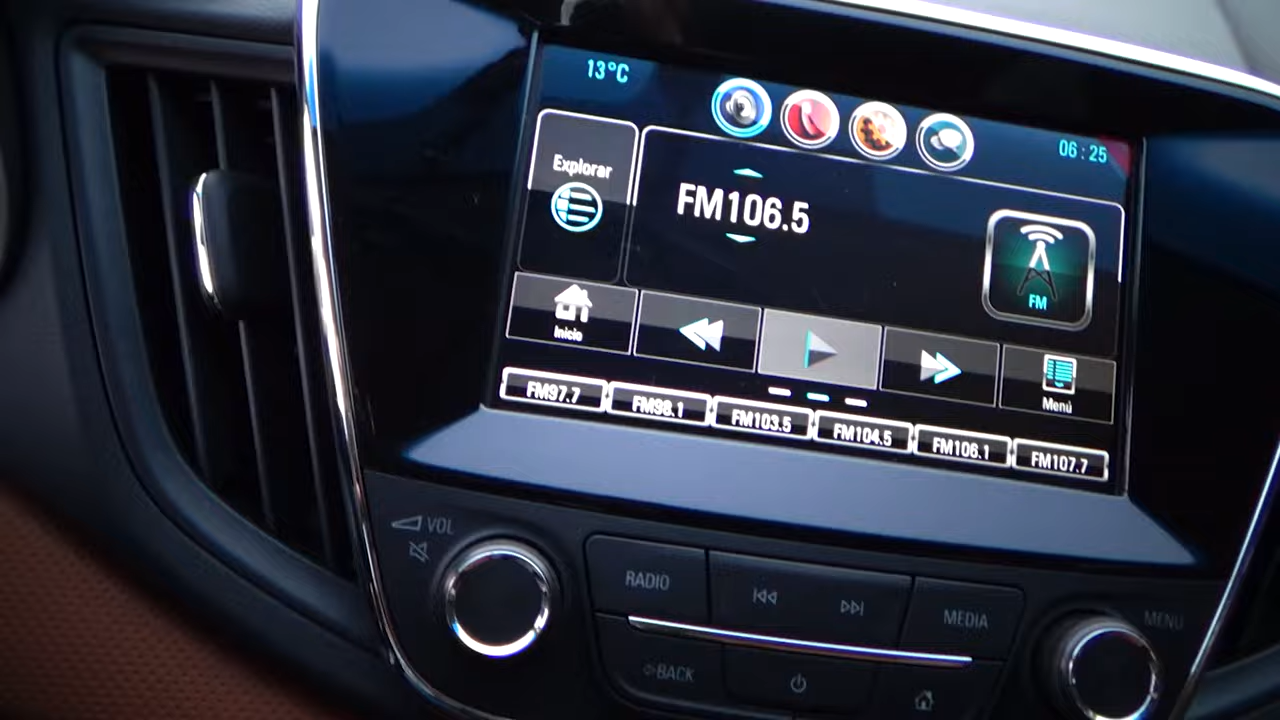 13°C
06:25
Explorar
FM106.5
FM
Inicio
Menú
FM97.7
FM98.1
FM103.5
FM104.5
FM106.1
FM107.7
VOL
RADIO
MEDIA
MENU
BACK